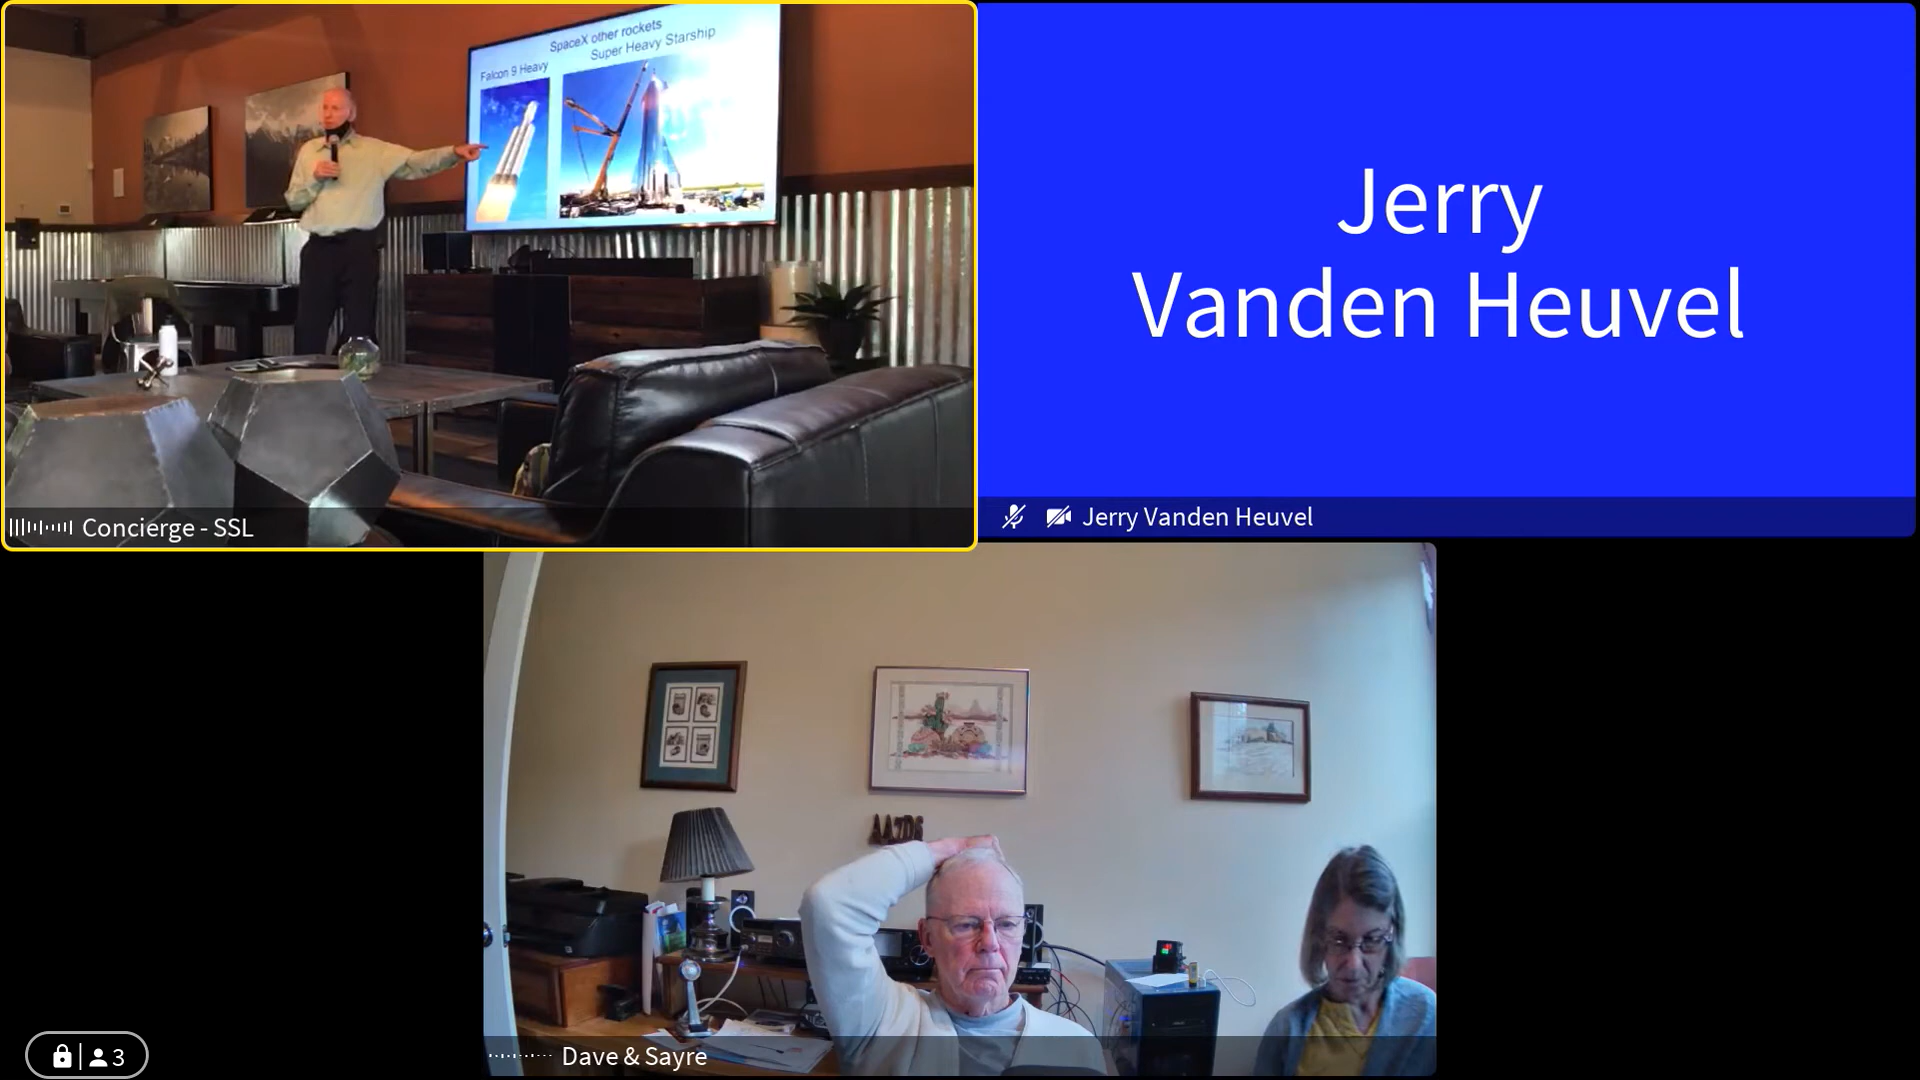 SpaceX other rockets
Super Heavy Starship
Falcon 9 Heavy
Concierge - SSL
Jerry
Vanden Heuvel
Jerry Vanden Heuvel
AA7D6
Dave & Sayre
3